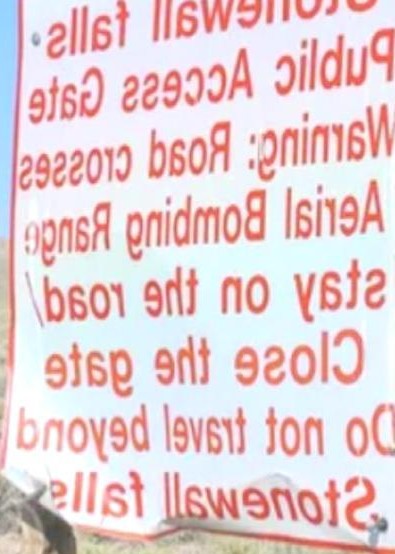 Stonewall falls
Public Access Gate
Warning: Road crosses
Aerial Bombing Range
stay on the road/
Close the gate
Do not travel beyond
Stonewall falls